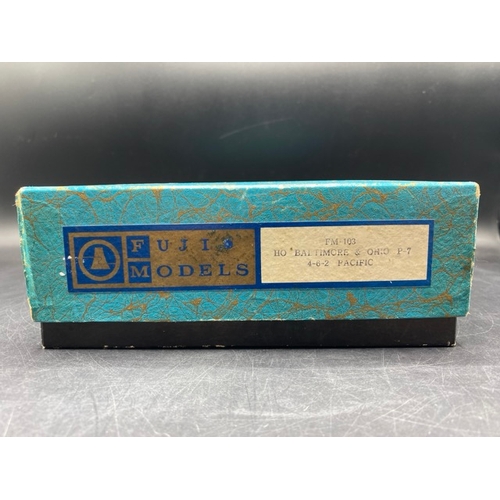 FUJI
MODELS
FM-103
HO BALTIMORE & OHIO P-7
4-6-2 PACIFIC